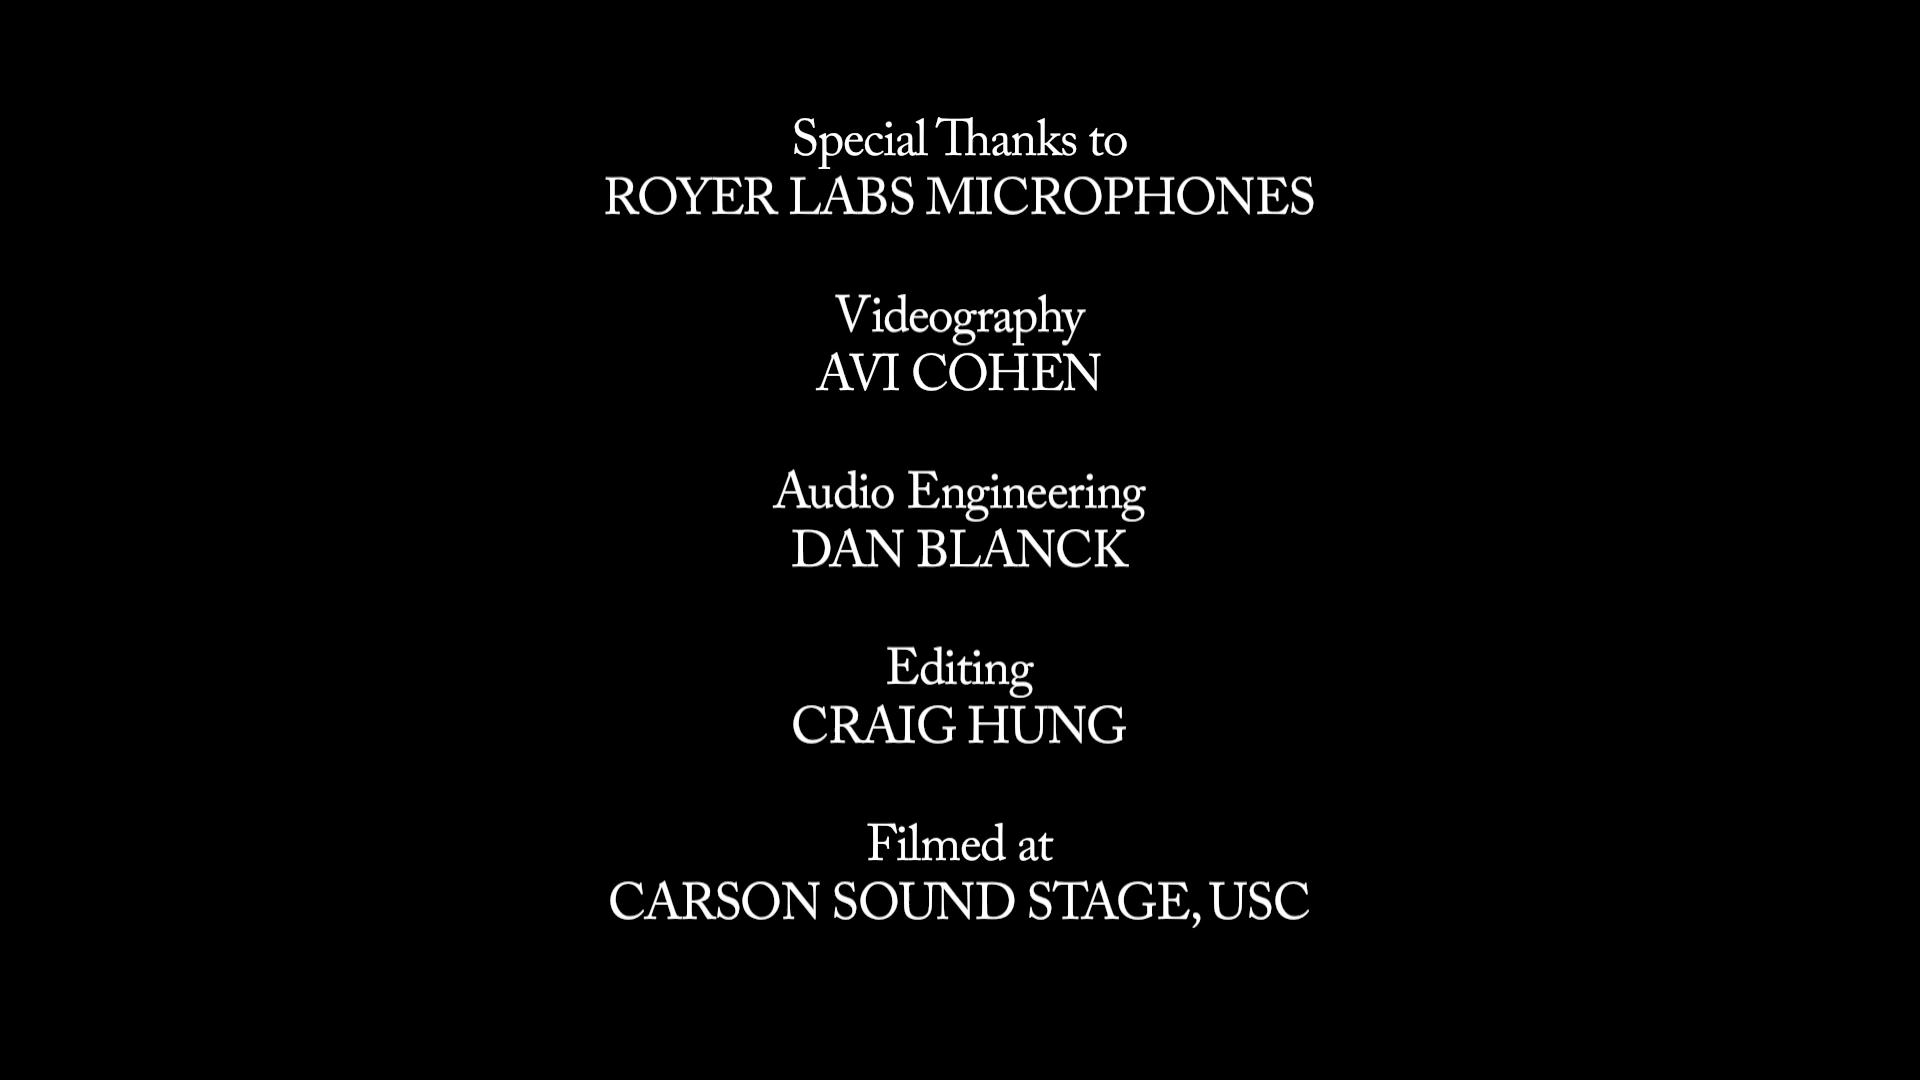 Special Thanks to
ROYER LABS MICROPHONES
Videography
AVI COHEN
Audio Engineering
DAN BLANCK
Editing
CRAIG HUNG
Filmed at
CARSON SOUND STAGE, USC